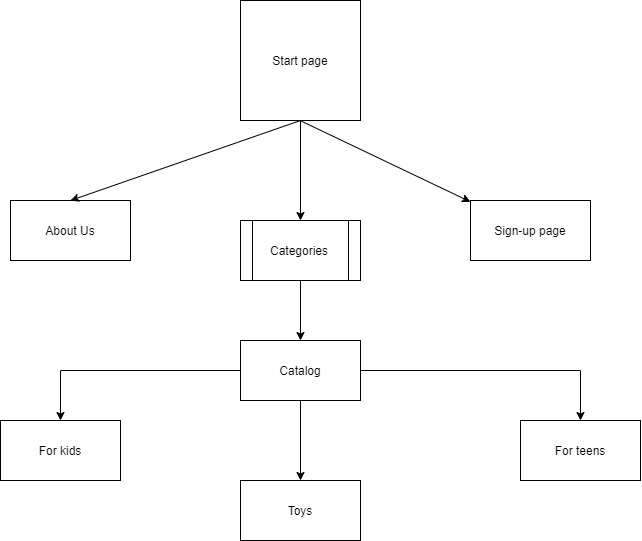 Start page
About Us
Categories
Sign-up page
Catalog
For kids
Toys
For teens